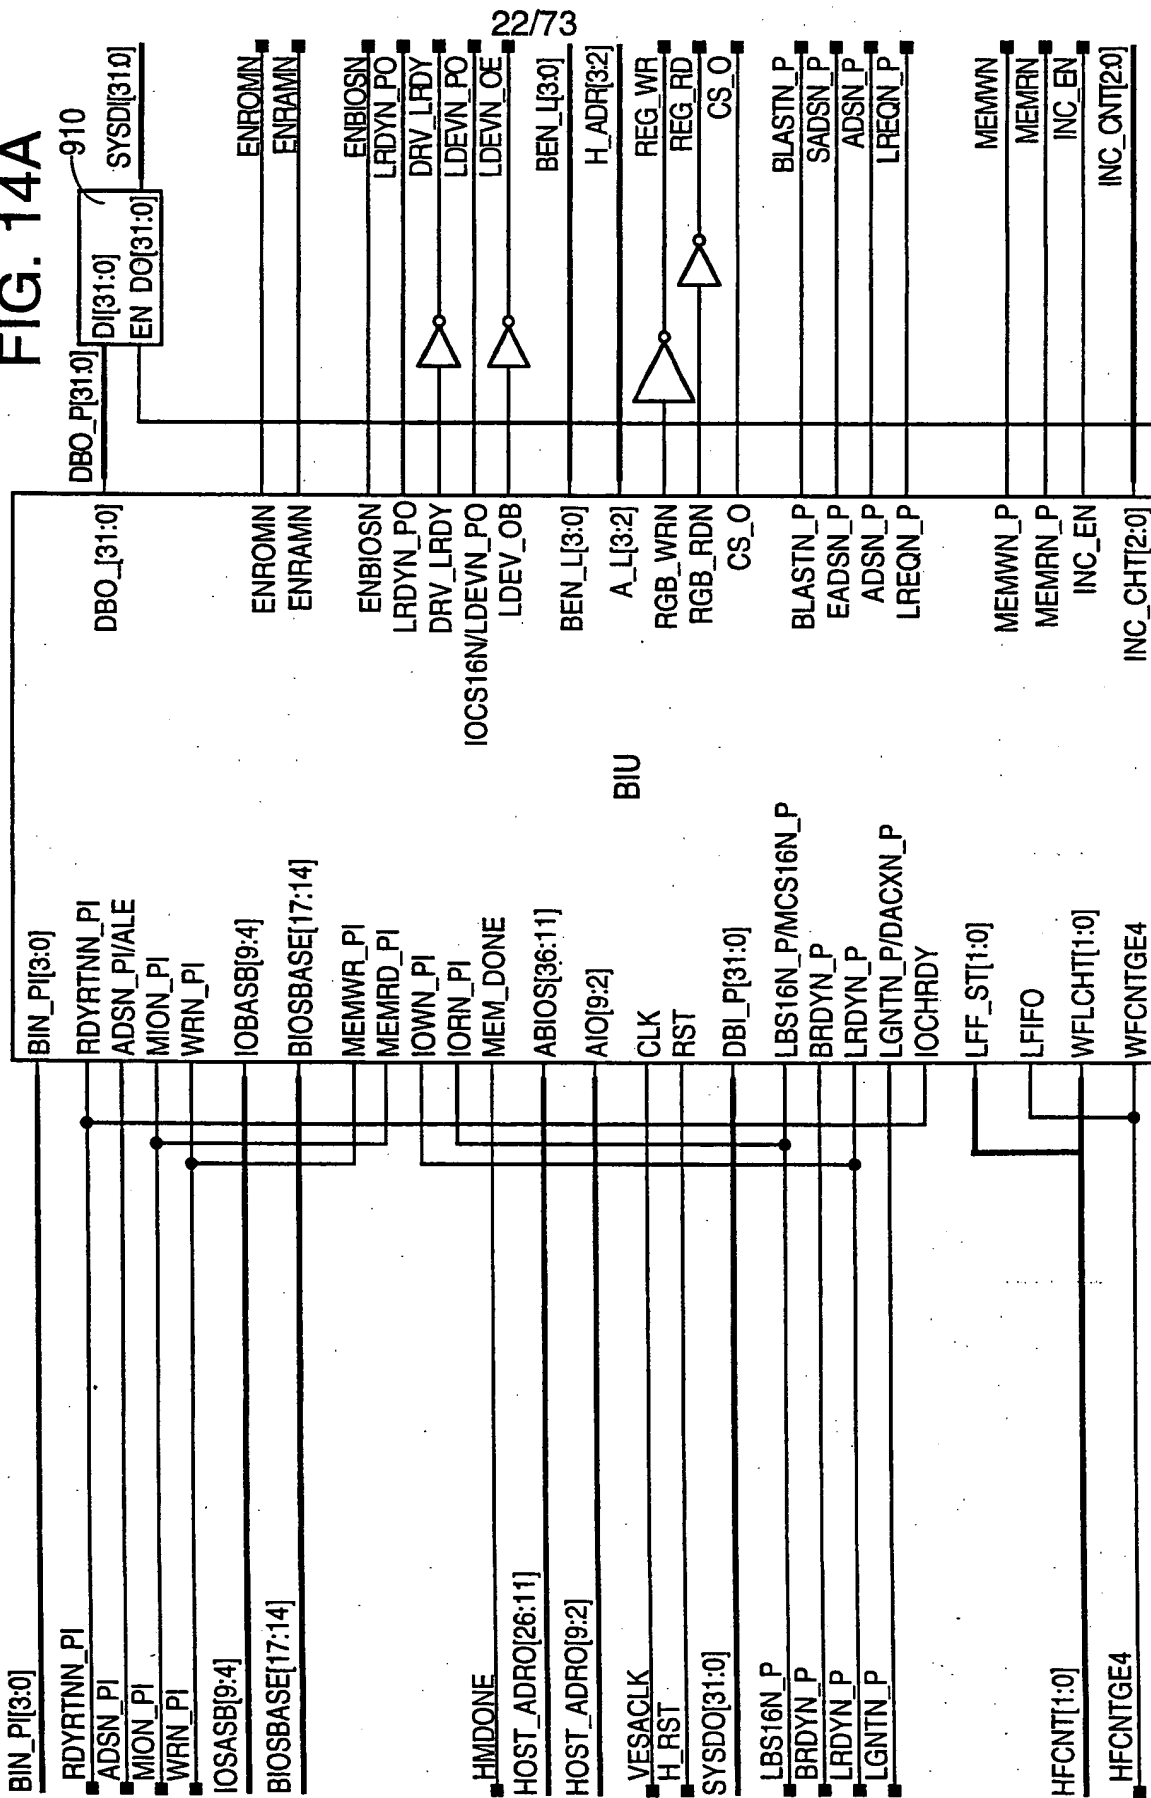 22/73
FIG. 14A
910
BIN_PI[3:0]
RDYRTNN_PI
ADSN_PI
MION_PI
WRN_PI
IOSASB[9:4]
BIOSBASE[17:14]
HMDONE
HOST_ADRO[26:11]
HOST_ADRO[9:2]
VESACLK
H_RST
SYSDO[31:0]
LBS16N_P
BRDYN_P
LRDYN_P
LGNTN_P
HFCNT[1:0]
HFCNTGE4
BIN_PI[3:0]
RDYRTNN_PI
ADSN_PI/ALE
MION_PI
WRN_PI
IOBASB[9:4]
BIOSBASE[17:14]
MEMWR_PI
MEMRD_PI
IOWN_PI
IORN_PI
MEM_DONE
ABIOS[36:11]
AIO[9:2]
CLK
RST
DBI_P[31:0]
LBS16N_P/MCS16N_P
BRDYN_P
LRDYN_P
LGNTN_P/DACXN_P
IOCHRDY
LFF_ST[1:0]
LFIFO
WFLCHT[1:0]
WFCNTGE4
BIU
DBO_[31:0]
ENROMN
ENRAMN
ENBIOSN
LRDYN_PO
DRV_LRDY
IOCS16N/LDEVN_PO
LDEV_OB
BEN_L[3:0]
A_L[3:2]
RGB_WRN
RGB_RDN
CS_O
BLASTN_P
EADSN_P
ADSN_P
LREQN_P
MEMWN_P
MEMRN_P
INC_EN
INC_CHT[2:0]
DBO_P[31:0]
DI[31:0]
EN DO[31:0]
SYSDI[31:0]
ENROMN
ENRAMN
ENBIOSN
LRDYN_PO
DRV_LRDY
LDEVN_PO
LDEVN_OE
BEN_L[3:0]
H_ADR[3:2]
REG_WR
REG_RD
CS_O
BLASTN_P
SADSN_P
ADSN_P
LREQN_P
MEMWN
MEMRN
INC_EN
INC_CNT[2:0]